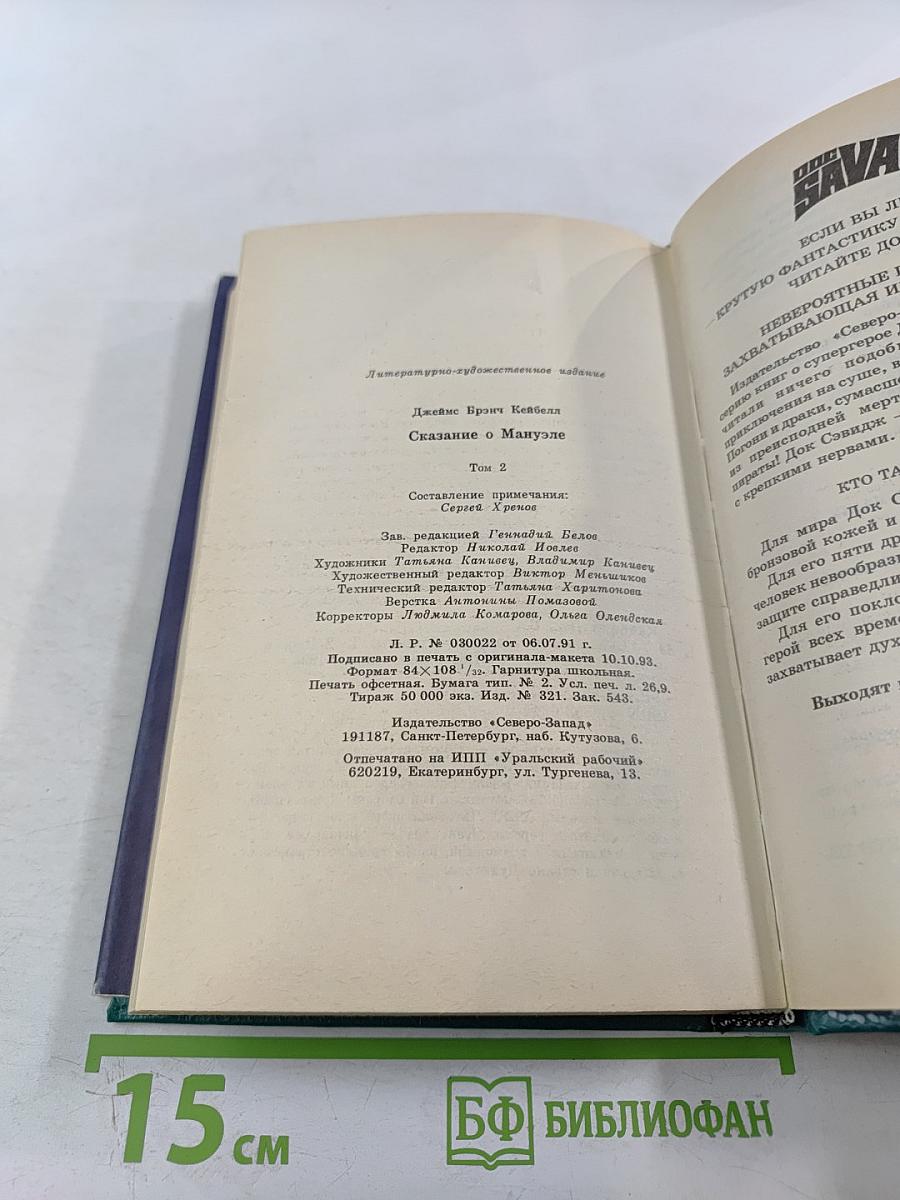 Литературно-художественное издание
Джеймс Брэнч Кейбелл
Сказание о Мануэле
Том 2
Составление примечания:
Сергей Хренов
Зав. редакцией Геннадий Белов
Редактор Николай Иовлев
Художники Татьяна Канивец, Владимир Канивец
Художественный редактор Виктор Меньшиков
Технический редактор Татьяна Харитонова
Верстка Антонины Помазовой
Корректоры Людмила Комарова, Ольга Олендская
Л. Р. № 030022 от 06.07.91 г.
Подписано в печать с оригинала-макета 10.10.93.
Формат 84×108 1/32. Гарнитура школьная.
Печать офсетная. Бумага тип. № 2. Усл. печ. л. 26,9.
Тираж 50 000 экз. Изд. № 321. Зак. 543.
Издательство «Северо-Запад»
191187, Санкт-Петербург, наб. Кутузова, 6.
Отпечатано на ИПП «Уральский рабочий»
620219, Екатеринбург, ул. Тургенева, 13.
DOC
SAVA
ЕСЛИ ВЫ Л
КРУТУЮ ФАНТАСТИКУ
ЧИТАЙТЕ ДО
НЕВЕРОЯТНЫЕ
ЗАХВАТЫВАЮЩАЯ И
Издательство «Северо-
серию книг о супергерое
читали ничего подоб
приключения на суше, в
Погони и драки, сумасше
из преисподней мерт
пираты! Док Сэвидж —
с крепкими нервами.
КТО ТА
Для мира Док С
бронзовой кожей и
Для его пяти др
человек невообраз
защите справедли
Для его покло
герой всех време
захватывает дух
Выходят
15 см
БФ БИБЛИОФАН